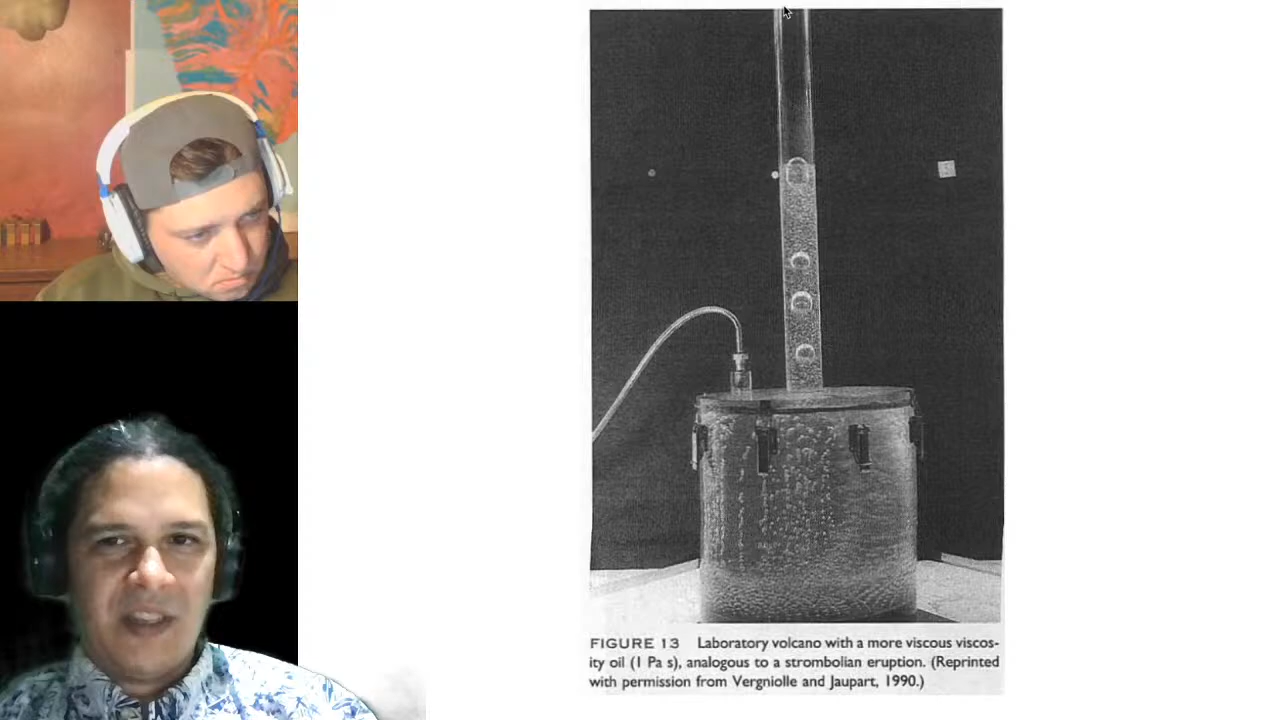 FIGURE 13 Laboratory volcano with a more viscous viscos-
ity oil (1 Pa s), analogous to a strombolian eruption. (Reprinted
with permission from Vergniolle and Jaupart, 1990.)